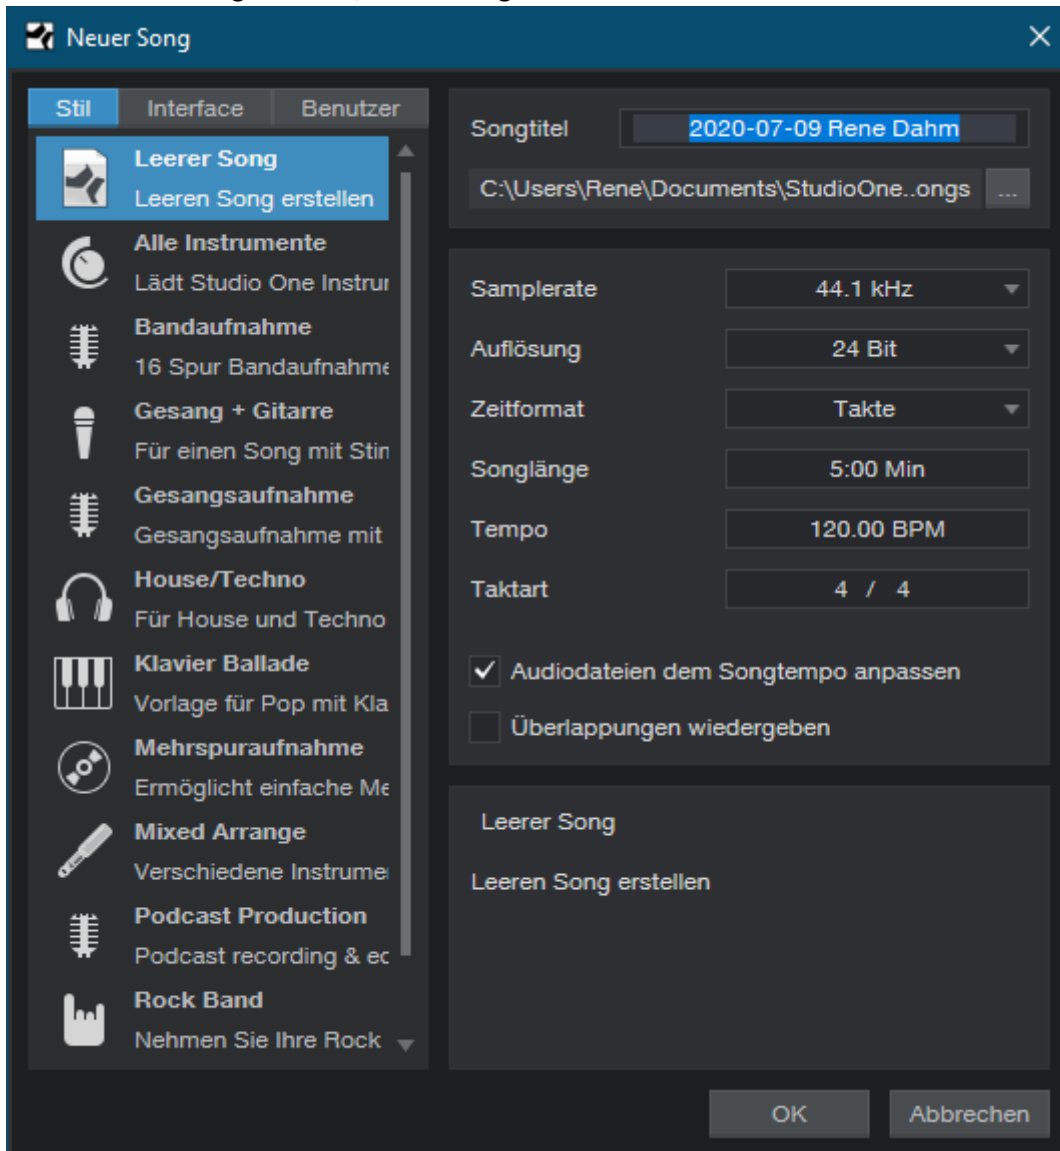 Neuer Song
Stil Interface Benutzer
Leerer Song
Leeren Song erstellen
Alle Instrumente
Lädt Studio One Instrur
Bandaufnahme
16 Spur Bandaufnahme
Gesang + Gitarre
Für einen Song mit Stin
Gesangsaufnahme
Gesangsaufnahme mit
House/Techno
Für House und Techno
Klavier Ballade
Vorlage für Pop mit Kla
Mehrspuraufnahme
Ermöglicht einfache Me
Mixed Arrange
Verschiedene Instrume
Podcast Production
Podcast recording & ec
Rock Band
Nehmen Sie Ihre Rock
Songtitel 2020-07-09 Rene Dahm
C:\Users\Rene\Documents\StudioOne..ongs ...
Samplerate 44.1 kHz
Auflösung 24 Bit
Zeitformat Takte
Songlänge 5:00 Min
Tempo 120.00 BPM
Taktart 4 / 4
Audiodateien dem Songtempo anpassen
Überlappungen wiedergeben
Leerer Song
Leeren Song erstellen
OK Abbrechen